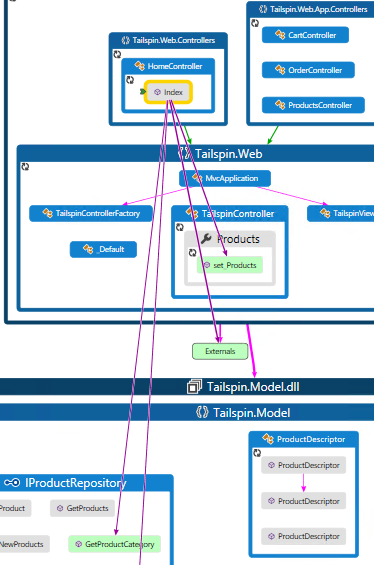 Tailspin.Web.App.Controllers
CartController
OrderController
ProductsController
Tailspin.Web.Controllers
HomeController
Index
Tailspin.Web
MvcApplication
TailspinControllerFactory
TailspinController
TailspinView
_Default
Products
set_Products
Externals
Tailspin.Model.dll
Tailspin.Model
ProductDescriptor
ProductDescriptor
ProductDescriptor
ProductDescriptor
IProductRepository
Product
GetProducts
NewProducts
GetProductCategory